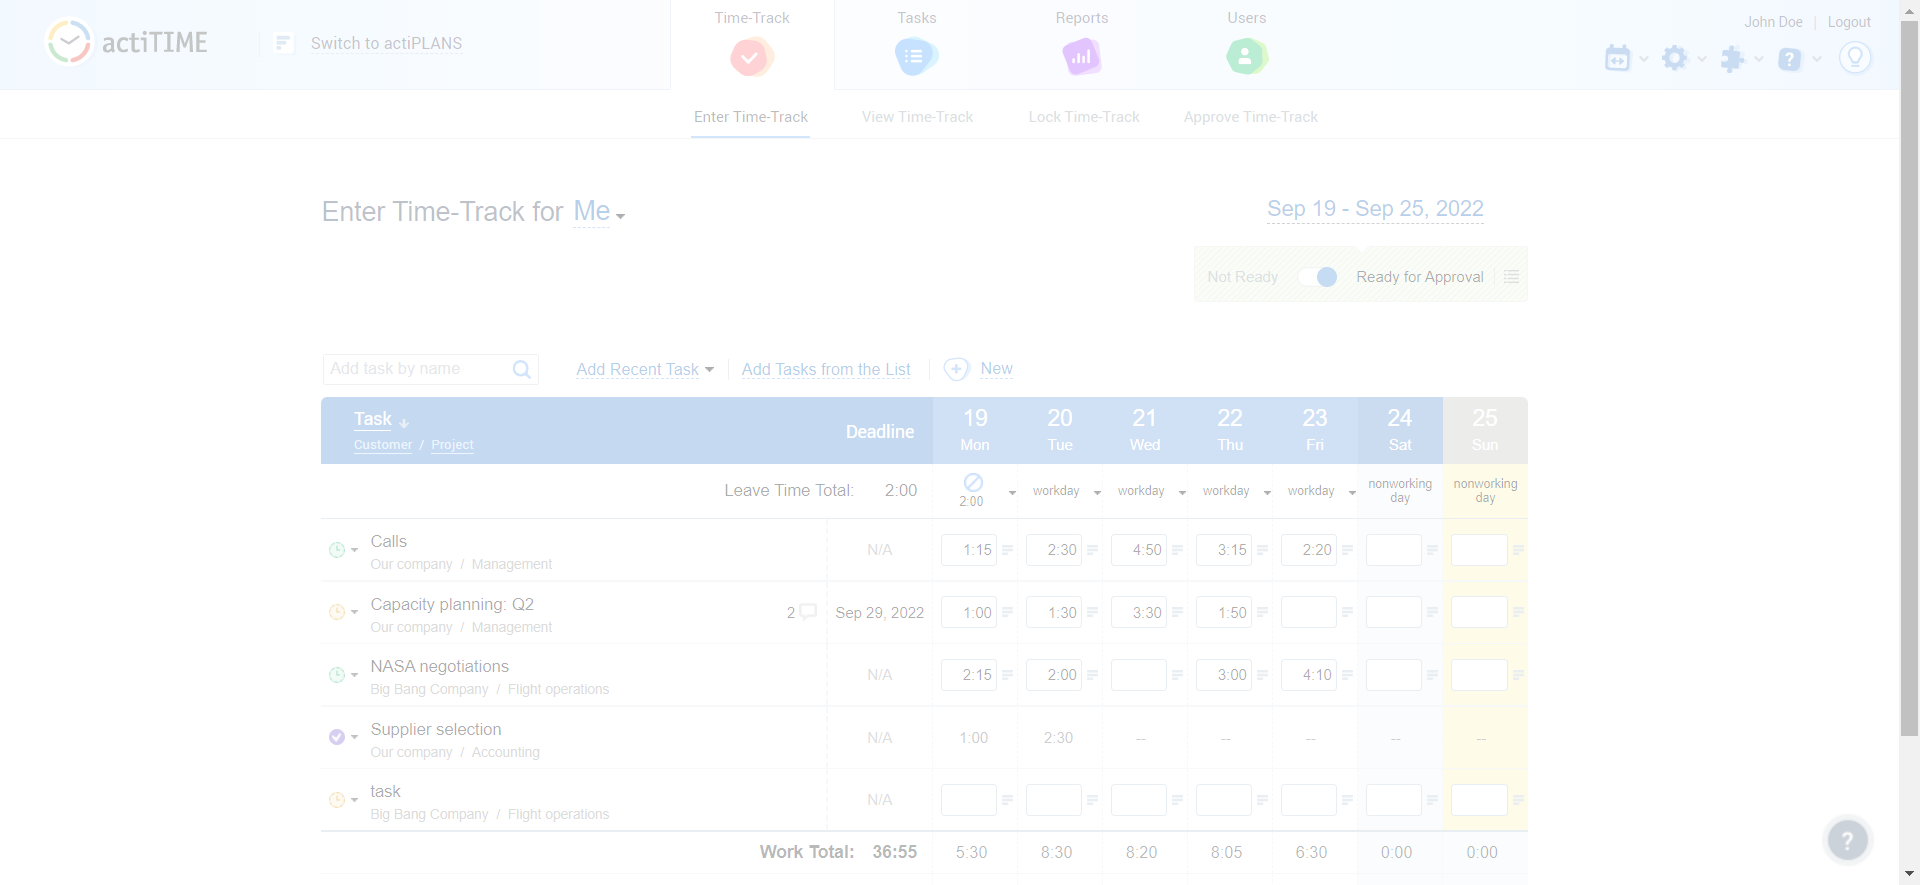 actiTIME
Switch to actiPLANS
Time-Track
Tasks
Reports
Users
John Doe | Logout
Enter Time-Track
View Time-Track
Lock Time-Track
Approve Time-Track
Enter Time-Track for Me
Sep 19 - Sep 25, 2022
Not Ready
Ready for Approval
Add task by name
Add Recent Task
Add Tasks from the List
New
Task
Customer / Project
Deadline
19 Mon
20 Tue
21 Wed
22 Thu
23 Fri
24 Sat
25 Sun
Leave Time Total: 2:00
2:00
workday
workday
workday
workday
nonworking day
nonworking day
Calls
Our company / Management
N/A 1:15 2:30 4:50 3:15 2:20
Capacity planning: Q2
Our company / Management
2 Sep 29, 2022 1:00 1:30 3:30 1:50
NASA negotiations
Big Bang Company / Flight operations
N/A 2:15 2:00 3:00 4:10
Supplier selection
Our company / Accounting
N/A 1:00 2:30 -- -- -- -- --
task
Big Bang Company / Flight operations
N/A
Work Total: 36:55 5:30 8:30 8:20 8:05 6:30 0:00 0:00
?
?